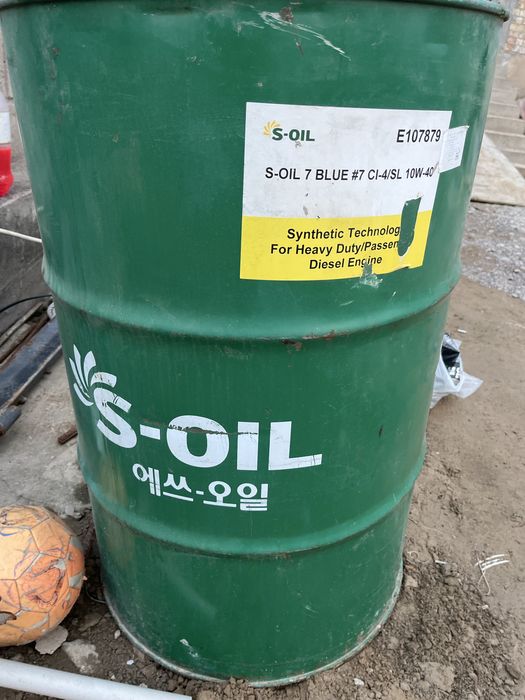 S-OIL
E107879
S-OIL 7 BLUE #7 CI-4/SL 10W-40
Synthetic Technolog
For Heavy Duty/Passen
Diesel Engine
S-OIL
에쓰-오일